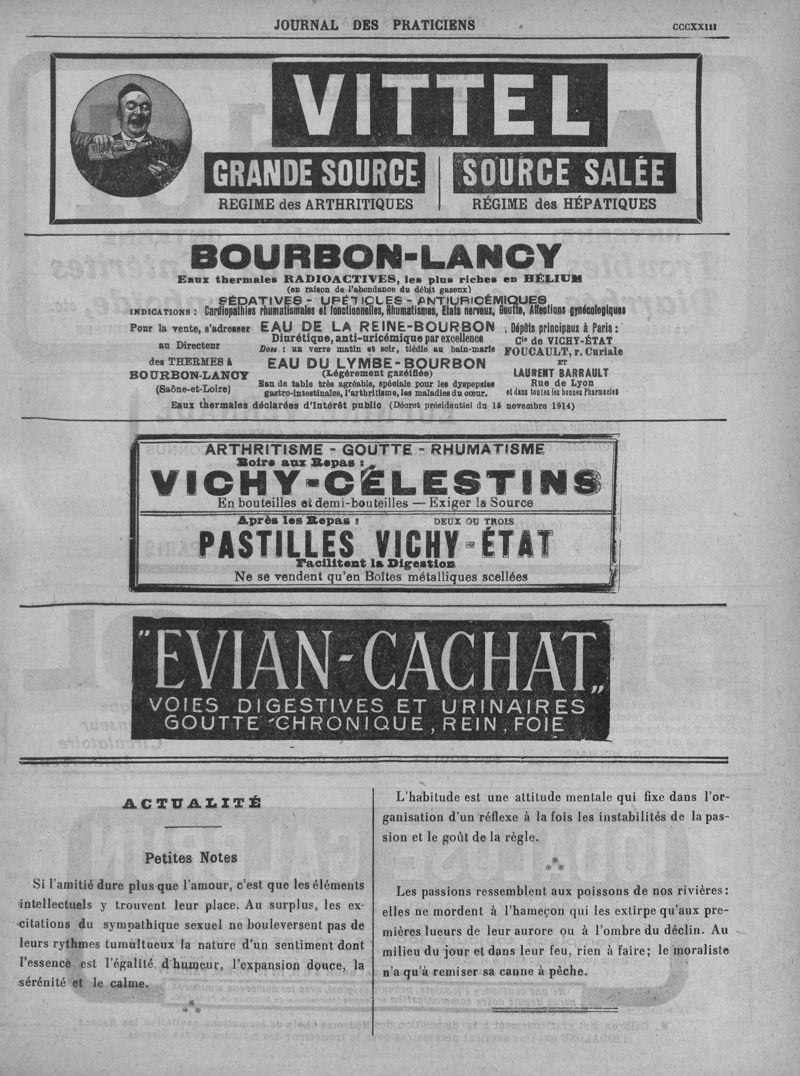 JOURNAL DES PRATICIENS
CCCXXIII
VITTEL
GRANDE SOURCE
SOURCE SALÉE
REGIME des ARTHRITIQUES
RÉGIME des HÉPATIQUES
BOURBON-LANCY
Eaux thermales RADIOACTIVES, les plus riches en HÉLIUM
(en raison de l'abondance du débit gazeux)
SÉDATIVES - URÉTICLES - ANTIURICÉMIQUES
INDICATIONS : Cardiopathies rhumatismales et fonctionnelles, Rhumatismes, Etats nerveux, Goutte, Affections gynécologiques
Pour la vente, s'adresser
au Directeur
des THERMES à
BOURBON-LANCY
(Saône-et-Loire)
EAU DE LA REINE-BOURBON
Diurétique, anti-uricémique par excellence
Dose : un verre matin et soir, tiédie au bain-marie
EAU DU LYMBE-BOURBON
(Légèrement gazéifiée)
Eau de table très agréable, spéciale pour les dyspepsies
gastro-intestinales, l'arthritisme, les maladies du cœur,
Dépôts principaux à Paris :
Cie de VICHY-ÉTAT
FOUCAULT, r. Curiale
ET
LAURENT BARRAULT
Rue de Lyon
et dans toutes les bonnes Pharmacies
Eaux thermales déclarées d'Intérêt public (Décret présidentiel du 15 novembre 1914)
ARTHRITISME - GOUTTE - RHUMATISME
Boire aux Repas :
VICHY-CÉLESTINS
En bouteilles et demi-bouteilles — Exiger la Source
Après les Repas : DEUX OU TROIS
PASTILLES VICHY-ÉTAT
Facilitent la Digestion
Ne se vendent qu'en Boîtes métalliques scellées
"EVIAN-CACHAT„
VOIES DIGESTIVES ET URINAIRES
GOUTTE CHRONIQUE, REIN, FOIE
ACTUALITÉ
Petites Notes
Si l'amitié dure plus que l'amour, c'est que les éléments
intellectuels y trouvent leur place. Au surplus, les ex-
citations du sympathique sexuel ne bouleversent pas de
leurs rythmes tumultueux la nature d'un sentiment dont
l'essence est l'égalité d'humeur, l'expansion douce, la
sérénité et le calme.
* * *
L'habitude est une attitude mentale qui fixe dans l'or-
ganisation d'un réflexe à la fois les instabilités de la pas-
sion et le goût de la règle.
* * *
Les passions ressemblent aux poissons de nos rivières :
elles ne mordent à l'hameçon qui les extirpe qu'aux pre-
mières lueurs de leur aurore ou à l'ombre du déclin. Au
milieu du jour et dans leur feu, rien à faire; le moraliste
n'a qu'à remiser sa canne à pêche.